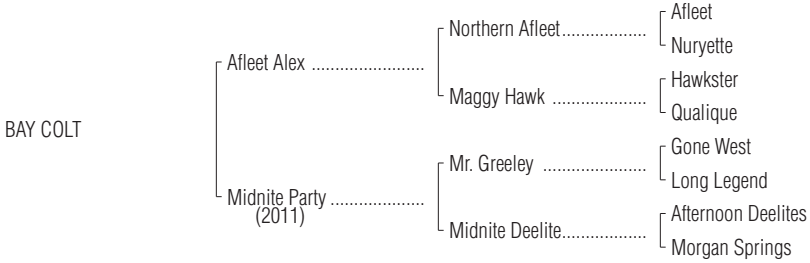 Afleet
Northern Afleet..................
Nuryette
Afleet Alex ........................
Hawkster
Maggy Hawk ....................
Qualique
BAY COLT
Gone West
Mr. Greeley ......................
Long Legend
Midnite Party ....................
(2011)
Afternoon Deelites
Midnite Deelite..................
Morgan Springs